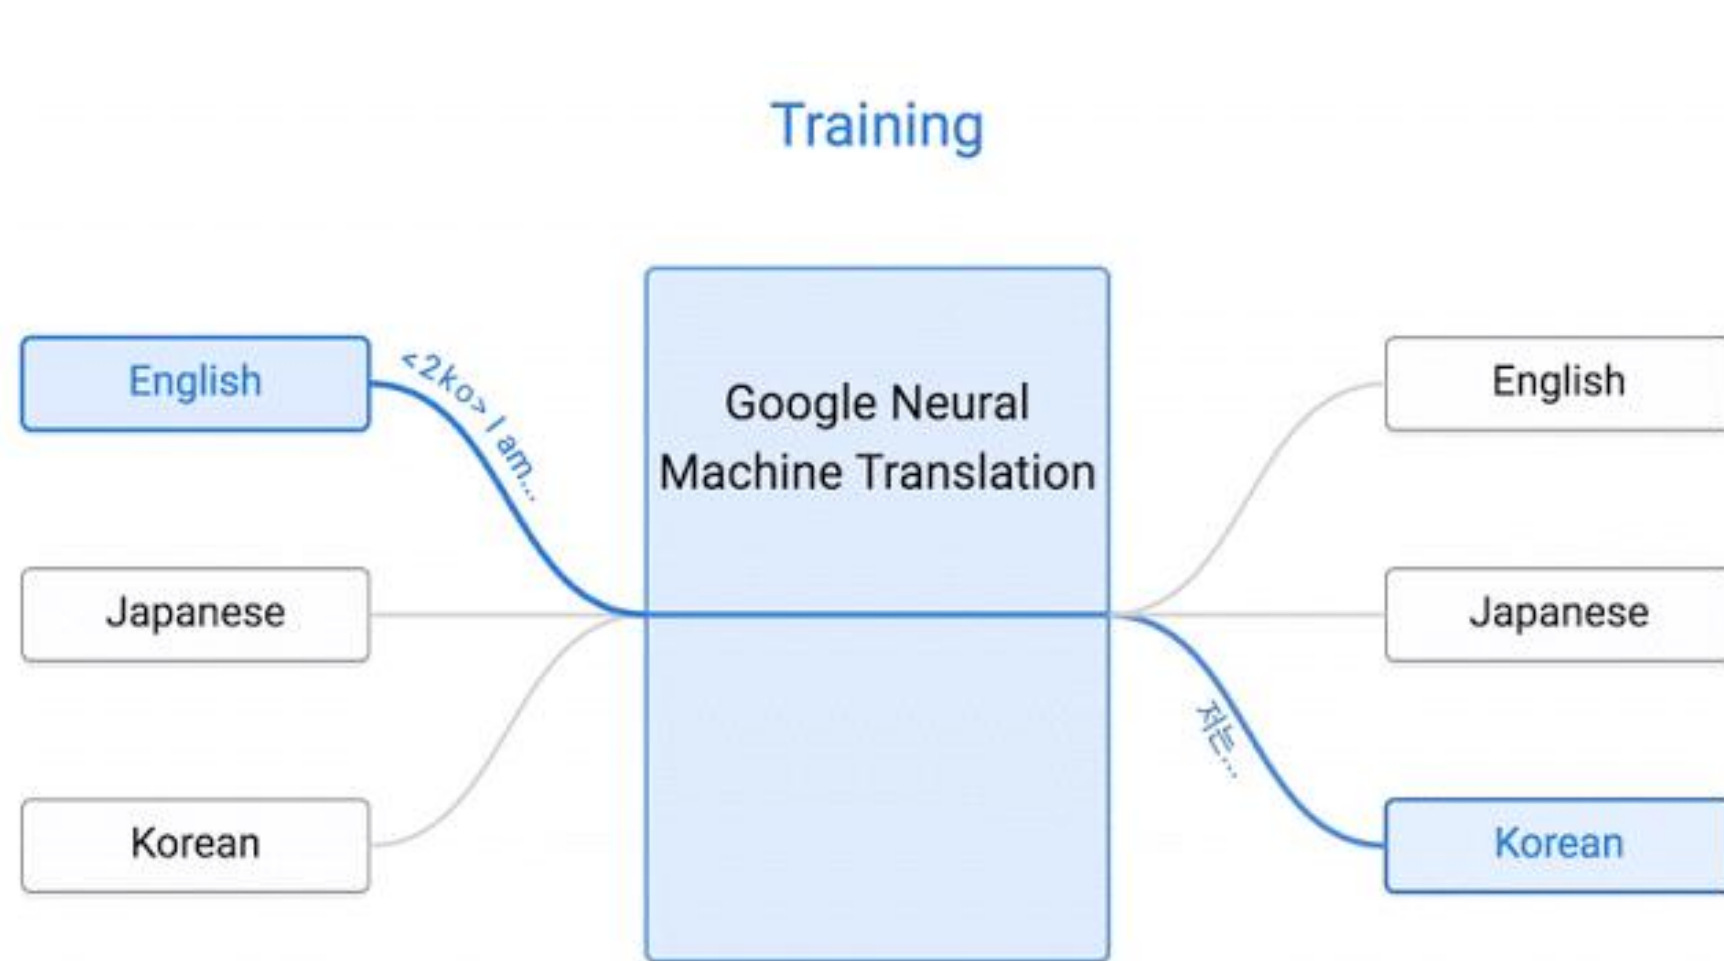 Training
Google Neural
Machine Translation
English
<2ko> I am...
Japanese
Korean
English
Japanese
저는...
Korean